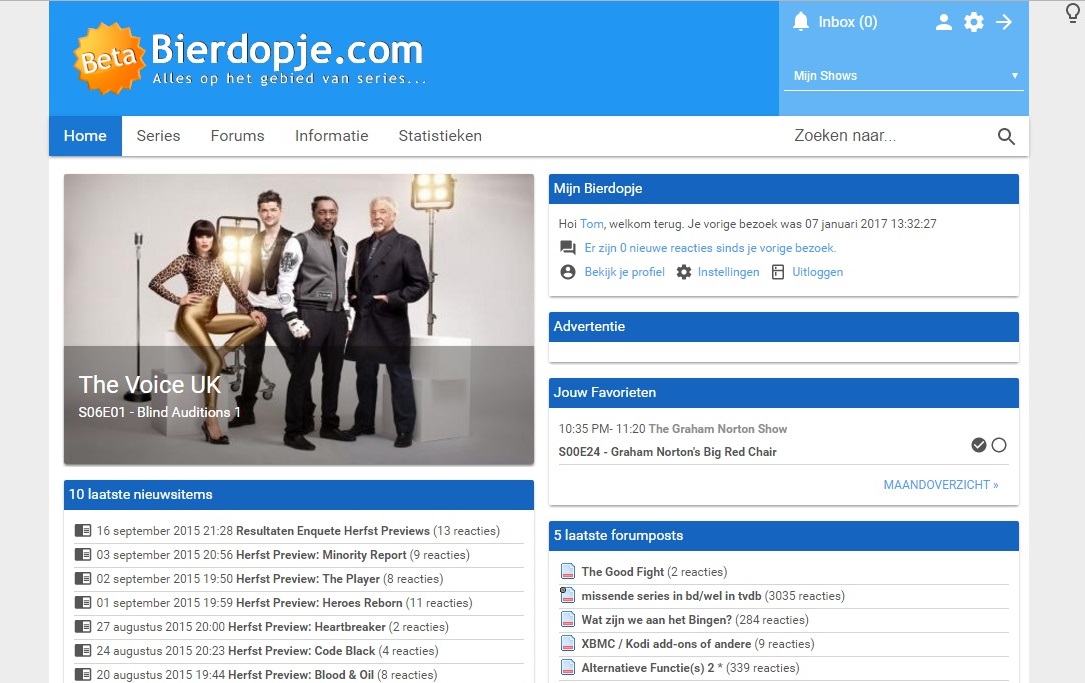 Beta
Bierdopje.com
Alles op het gebied van series...
Inbox (0)
Mijn Shows
Home Series Forums Informatie Statistieken
Zoeken naar...
The Voice UK
S06E01 - Blind Auditions 1
10 laatste nieuwsitems
16 september 2015 21:28 Resultaten Enquete Herfst Previews (13 reacties)
03 september 2015 20:56 Herfst Preview: Minority Report (9 reacties)
02 september 2015 19:50 Herfst Preview: The Player (8 reacties)
01 september 2015 19:59 Herfst Preview: Heroes Reborn (11 reacties)
27 augustus 2015 20:00 Herfst Preview: Heartbreaker (2 reacties)
24 augustus 2015 20:23 Herfst Preview: Code Black (4 reacties)
20 augustus 2015 19:44 Herfst Preview: Blood & Oil (8 reacties)
Mijn Bierdopje
Hoi Tom, welkom terug. Je vorige bezoek was 07 januari 2017 13:32:27
Er zijn 0 nieuwe reacties sinds je vorige bezoek.
Bekijk je profiel Instellingen Uitloggen
Advertentie
Jouw Favorieten
10:35 PM- 11:20 The Graham Norton Show
S00E24 - Graham Norton's Big Red Chair
MAANDOVERZICHT »
5 laatste forumposts
The Good Fight (2 reacties)
missende series in bd/wel in tvdb (3035 reacties)
Wat zijn we aan het Bingen? (284 reacties)
XBMC / Kodi add-ons of andere (9 reacties)
Alternatieve Functie(s) 2 * (339 reacties)